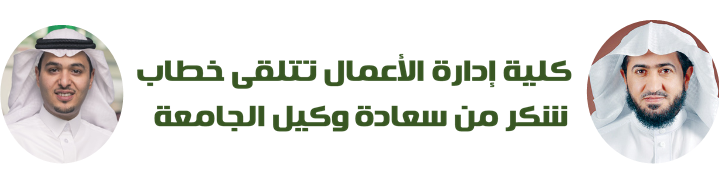 كلية إدارة الأعمال تتلقى خطاب
شكر من سعادة وكيل الجامعة